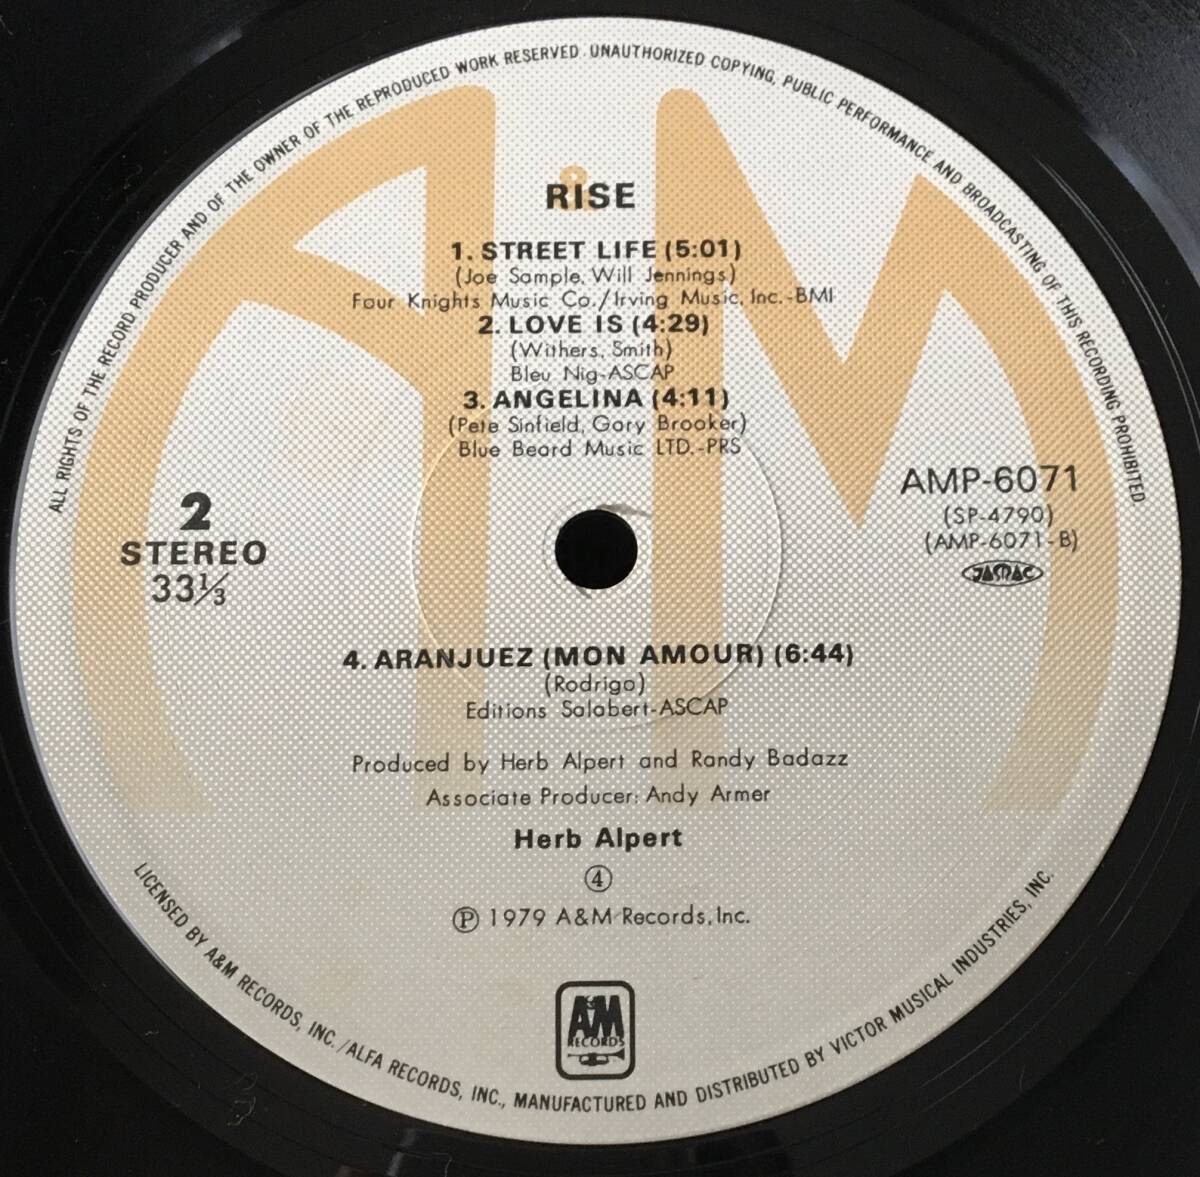 ALL RIGHTS OF THE RECORD PRODUCER AND OF THE OWNER OF THE REPRODUCED WORK RESERVED. UNAUTHORIZED COPYING, PUBLIC PERFORMANCE AND BROADCASTING OF THIS RECORDING PROHIBITED
A&M
RISE
1. STREET LIFE (5:01)
(Joe Sample, Will Jennings)
Four Knights Music Co./Irving Music, Inc.-BMI
2. LOVE IS (4:29)
(Withers, Smith)
Bleu Nig-ASCAP
3. ANGELINA (4:11)
(Pete Sinfield, Gary Brooker)
Blue Beard Music LTD.-PRS
2
STEREO
33⅓
AMP-6071
(SP-4790)
(AMP-6071-B)
JASRAC
4. ARANJUEZ (MON AMOUR) (6:44)
(Rodrigo)
Editions Salabert-ASCAP
Produced by Herb Alpert and Randy Badazz
Associate Producer: Andy Armer
Herb Alpert
④
Ⓟ 1979 A&M Records, Inc.
A&M
RECORDS
LICENSED BY A&M RECORDS, INC./ALFA RECORDS, INC., MANUFACTURED AND DISTRIBUTED BY VICTOR MUSICAL INDUSTRIES, INC.